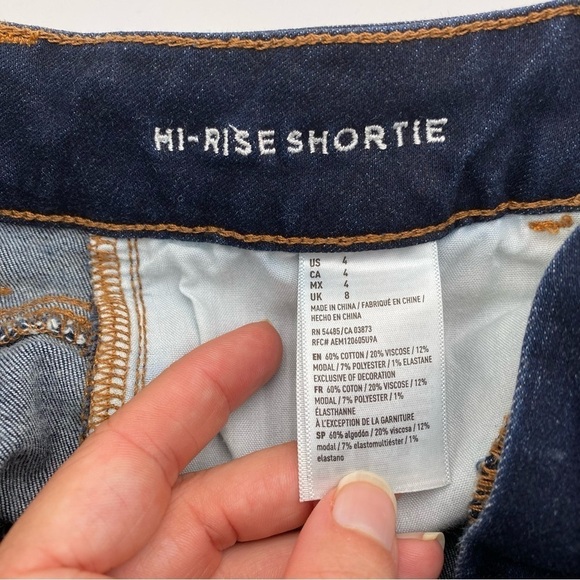 HI-RISE SHORTIE
US 4
CA 4
MX 4
UK 8
MADE IN CHINA / FABRIQUÉ EN CHINE /
HECHO EN CHINA
RN 54485/CA 03873
RFC# AEM120605U9A
EN 60% COTTON / 20% VISCOSE / 12%
MODAL / 7% POLYESTER / 1% ELASTANE
EXCLUSIVE OF DECORATION
FR 60% COTTON / 20% VISCOSE / 12%
MODAL / 7% POLYESTER / 1%
ÉLASTHANNE
À L'EXCEPTION DE LA GARNITURE
SP 60% algodón / 20% viscosa / 12%
modal / 7% elastomultiéster / 1%
elastano